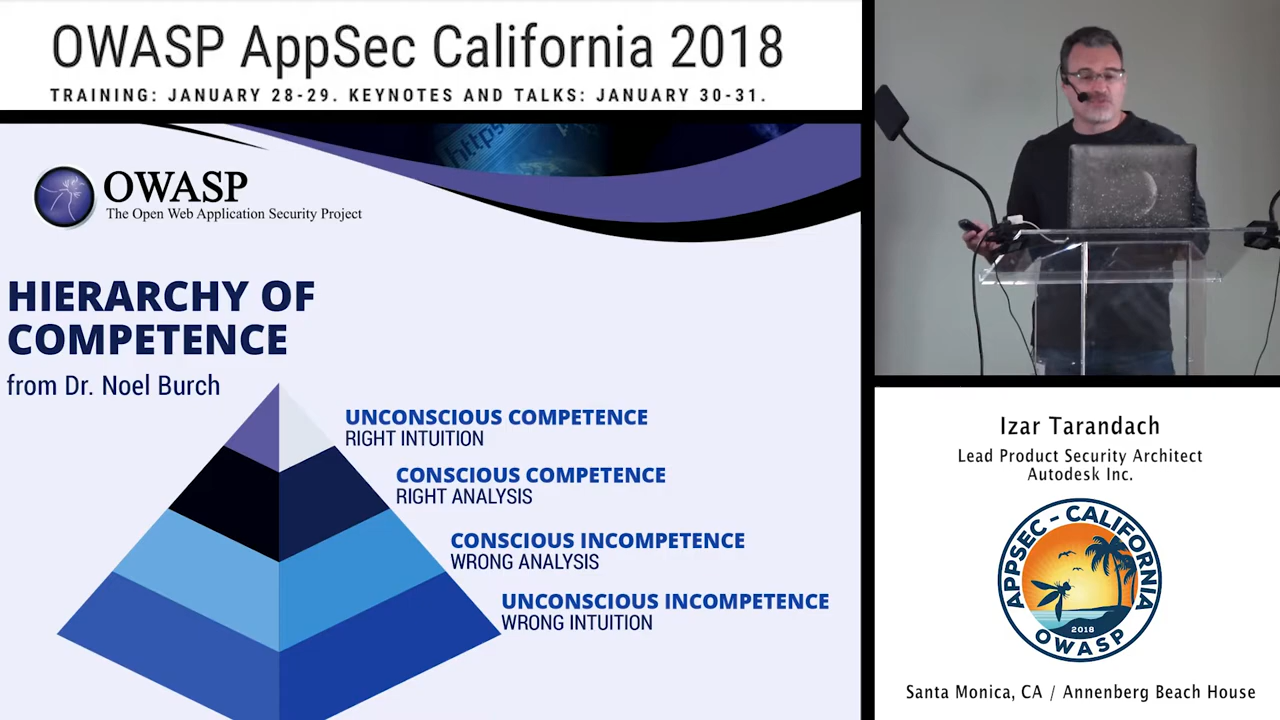 OWASP AppSec California 2018
TRAINING: JANUARY 28-29. KEYNOTES AND TALKS: JANUARY 30-31.
https
OWASP
The Open Web Application Security Project
HIERARCHY OF
COMPETENCE
from Dr. Noel Burch
UNCONSCIOUS COMPETENCE
RIGHT INTUITION
CONSCIOUS COMPETENCE
RIGHT ANALYSIS
CONSCIOUS INCOMPETENCE
WRONG ANALYSIS
UNCONSCIOUS INCOMPETENCE
WRONG INTUITION
Izar Tarandach
Lead Product Security Architect
Autodesk Inc.
APPSEC - CALIFORNIA
2018
OWASP
Santa Monica, CA / Annenberg Beach House